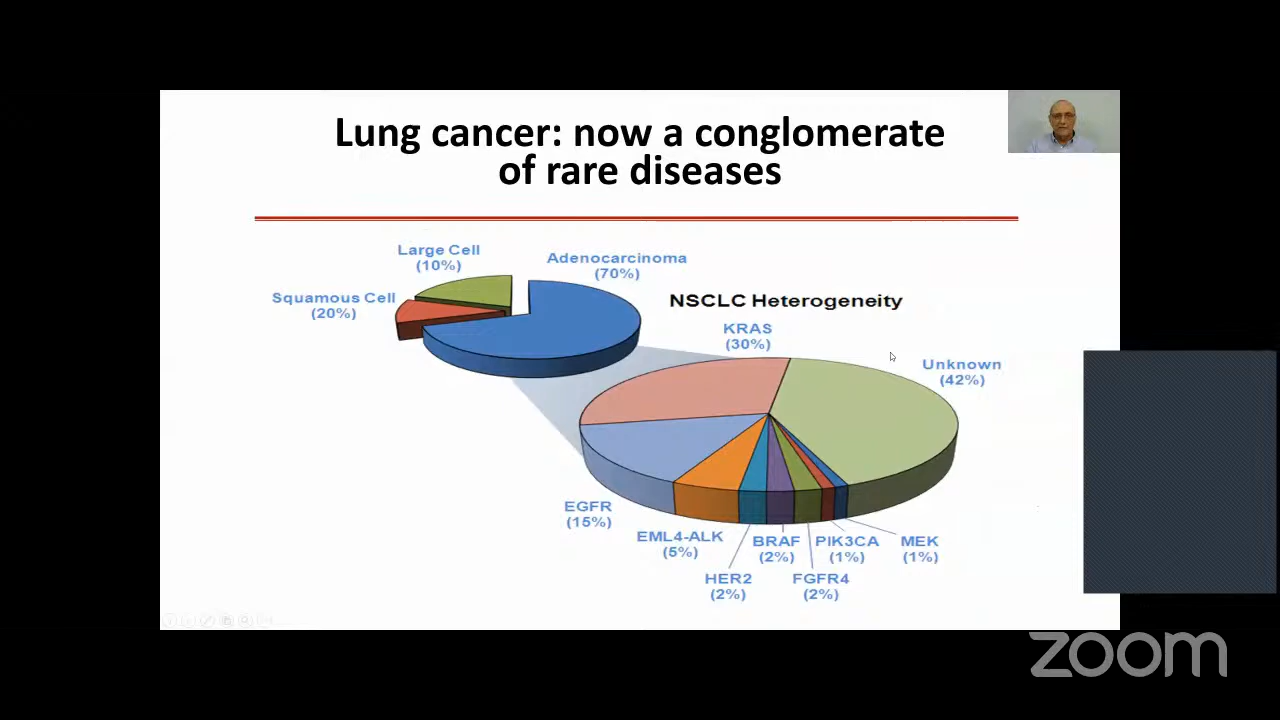 Lung cancer: now a conglomerate
of rare diseases
Large Cell
(10%)
Adenocarcinoma
(70%)
Squamous Cell
(20%)
NSCLC Heterogeneity
KRAS
(30%)
Unknown
(42%)
EGFR
(15%)
EML4-ALK
(5%)
HER2
(2%)
BRAF
(2%)
FGFR4
(2%)
PIK3CA
(1%)
MEK
(1%)
zoom